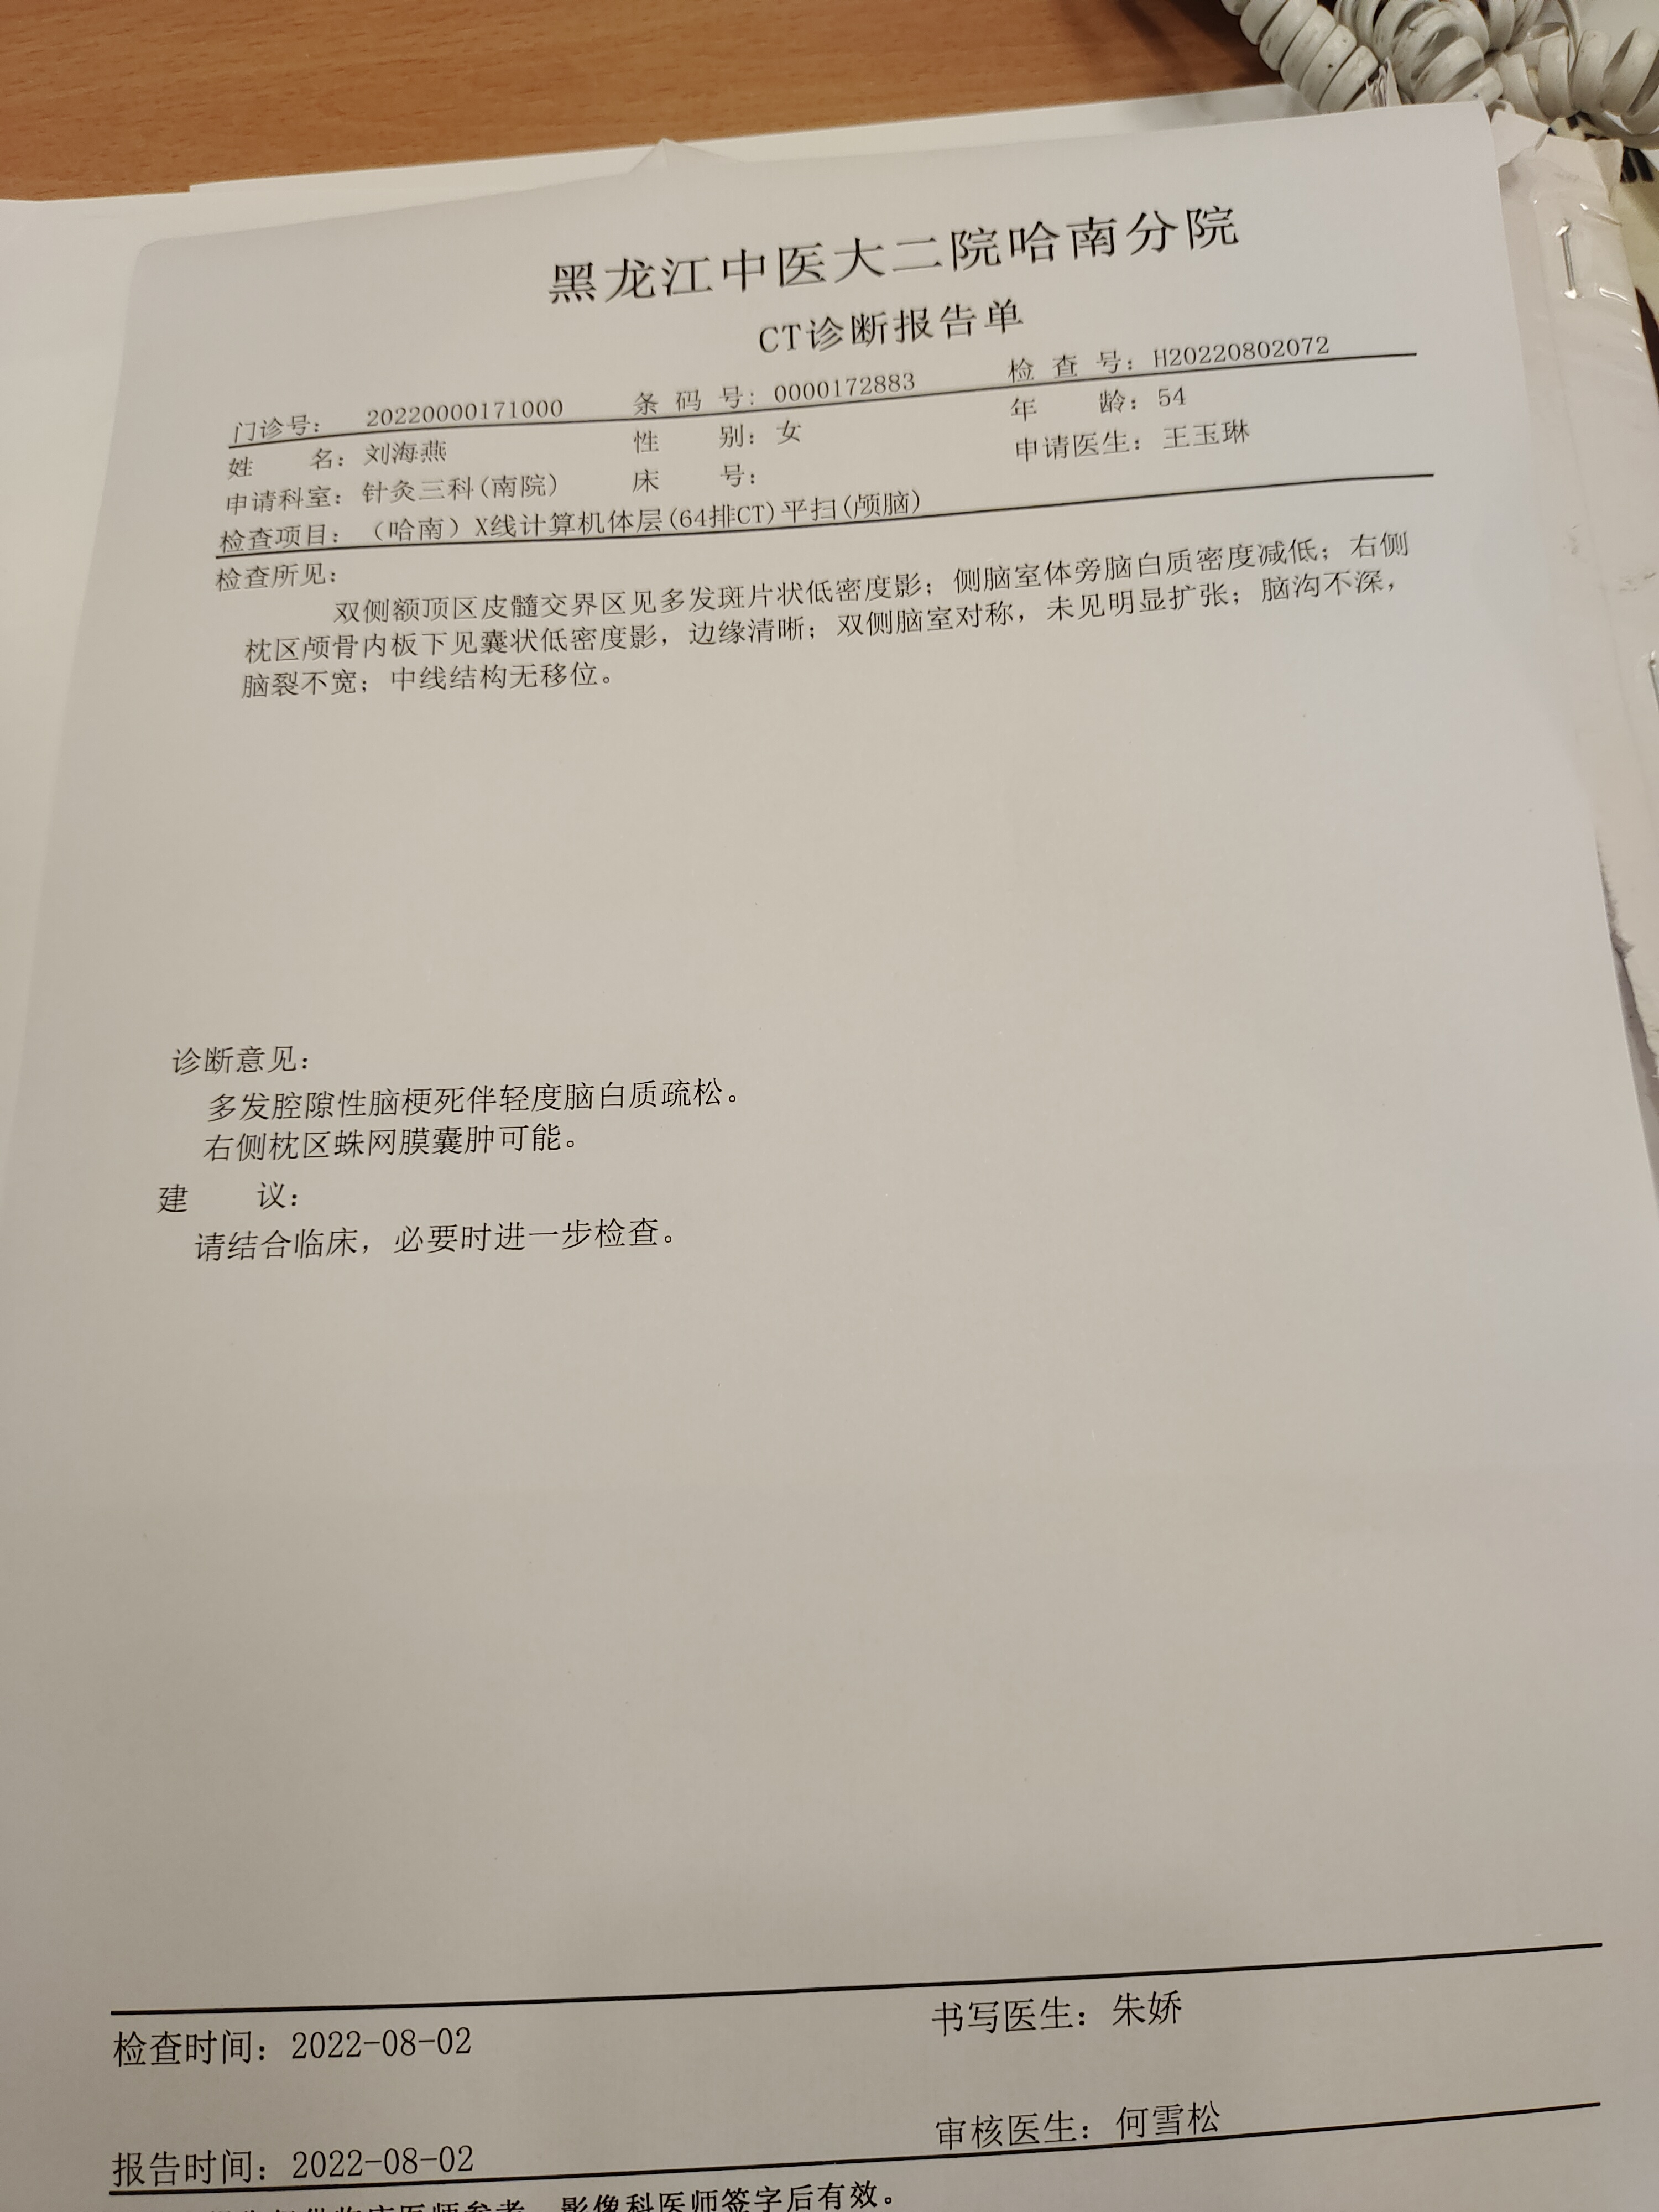 黑龙江中医大二院哈南分院
CT诊断报告单
门诊号： 20220000171000 条码号：0000172883 检查号：H20220802072
姓名：刘海燕 性别：女 年龄：54
申请科室：针灸三科(南院) 床号： 申请医生：王玉琳
检查项目：（哈南）X线计算机体层(64排CT)平扫(颅脑)
检查所见：
双侧额顶区皮髓交界区见多发斑片状低密度影；侧脑室体旁脑白质密度减低；右侧
枕区颅骨内板下见囊状低密度影，边缘清晰；双侧脑室对称，未见明显扩张；脑沟不深，
脑裂不宽；中线结构无移位。
诊断意见：
多发腔隙性脑梗死伴轻度脑白质疏松。
右侧枕区蛛网膜囊肿可能。
建议：
请结合临床，必要时进一步检查。
检查时间：2022-08-02 书写医生：朱娇
报告时间：2022-08-02 审核医生：何雪松
临床医师参考，影像科医师签字后有效。